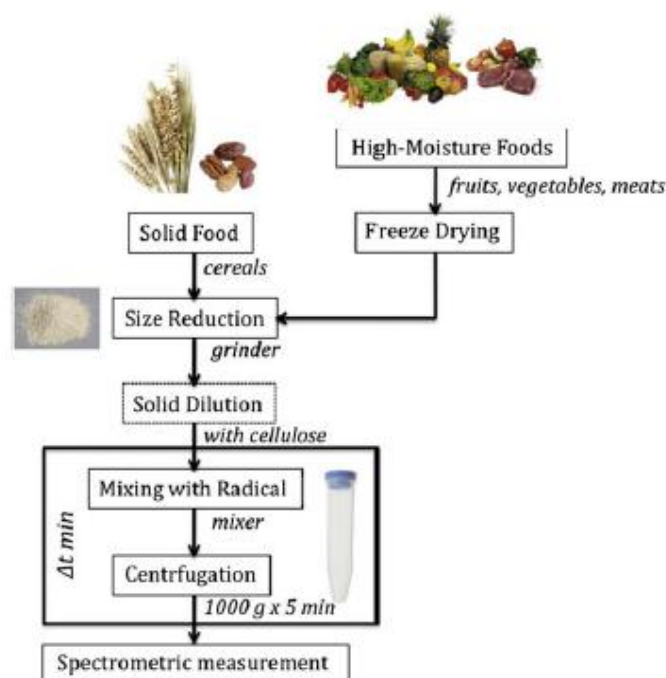 High-Moisture Foods
fruits, vegetables, meats
Solid Food
Freeze Drying
cereals
Size Reduction
grinder
Solid Dilution
with cellulose
Mixing with Radical
mixer
Δt min
Centrfugation
1000 g x 5 min
Spectrometric measurement